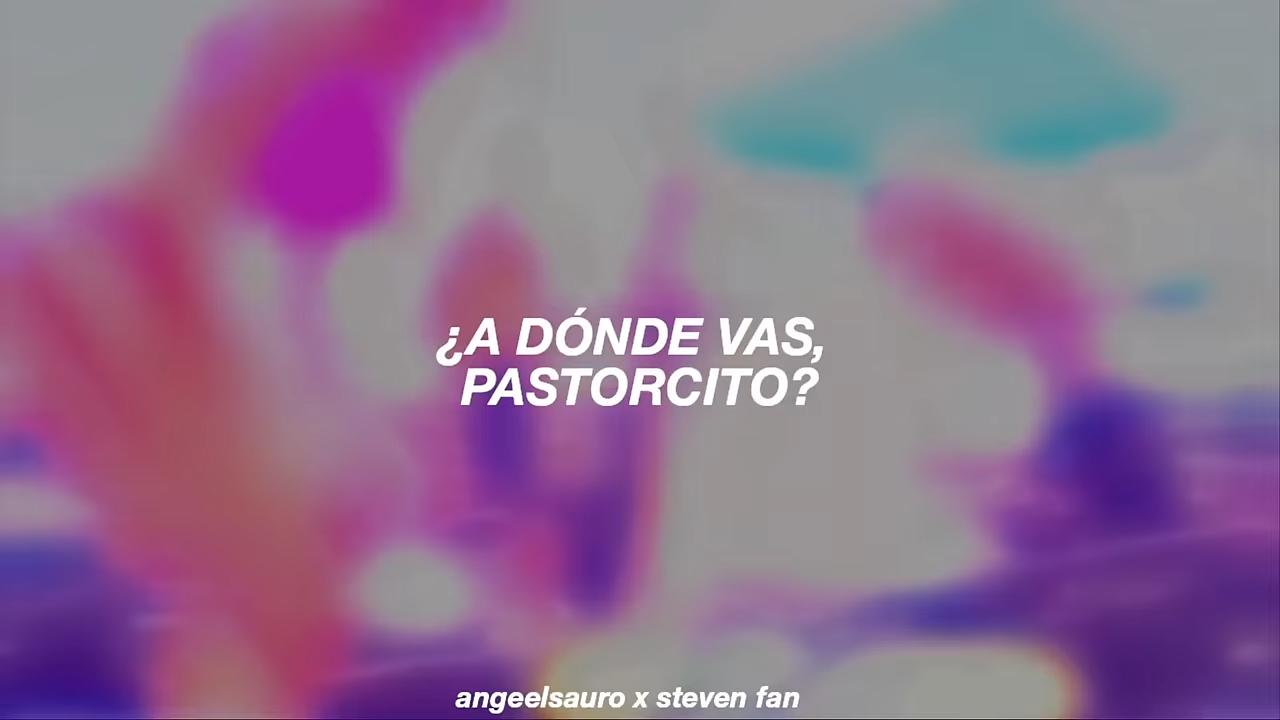 ¿A DÓNDE VAS,
PASTORCITO?
angeelsauro x steven fan